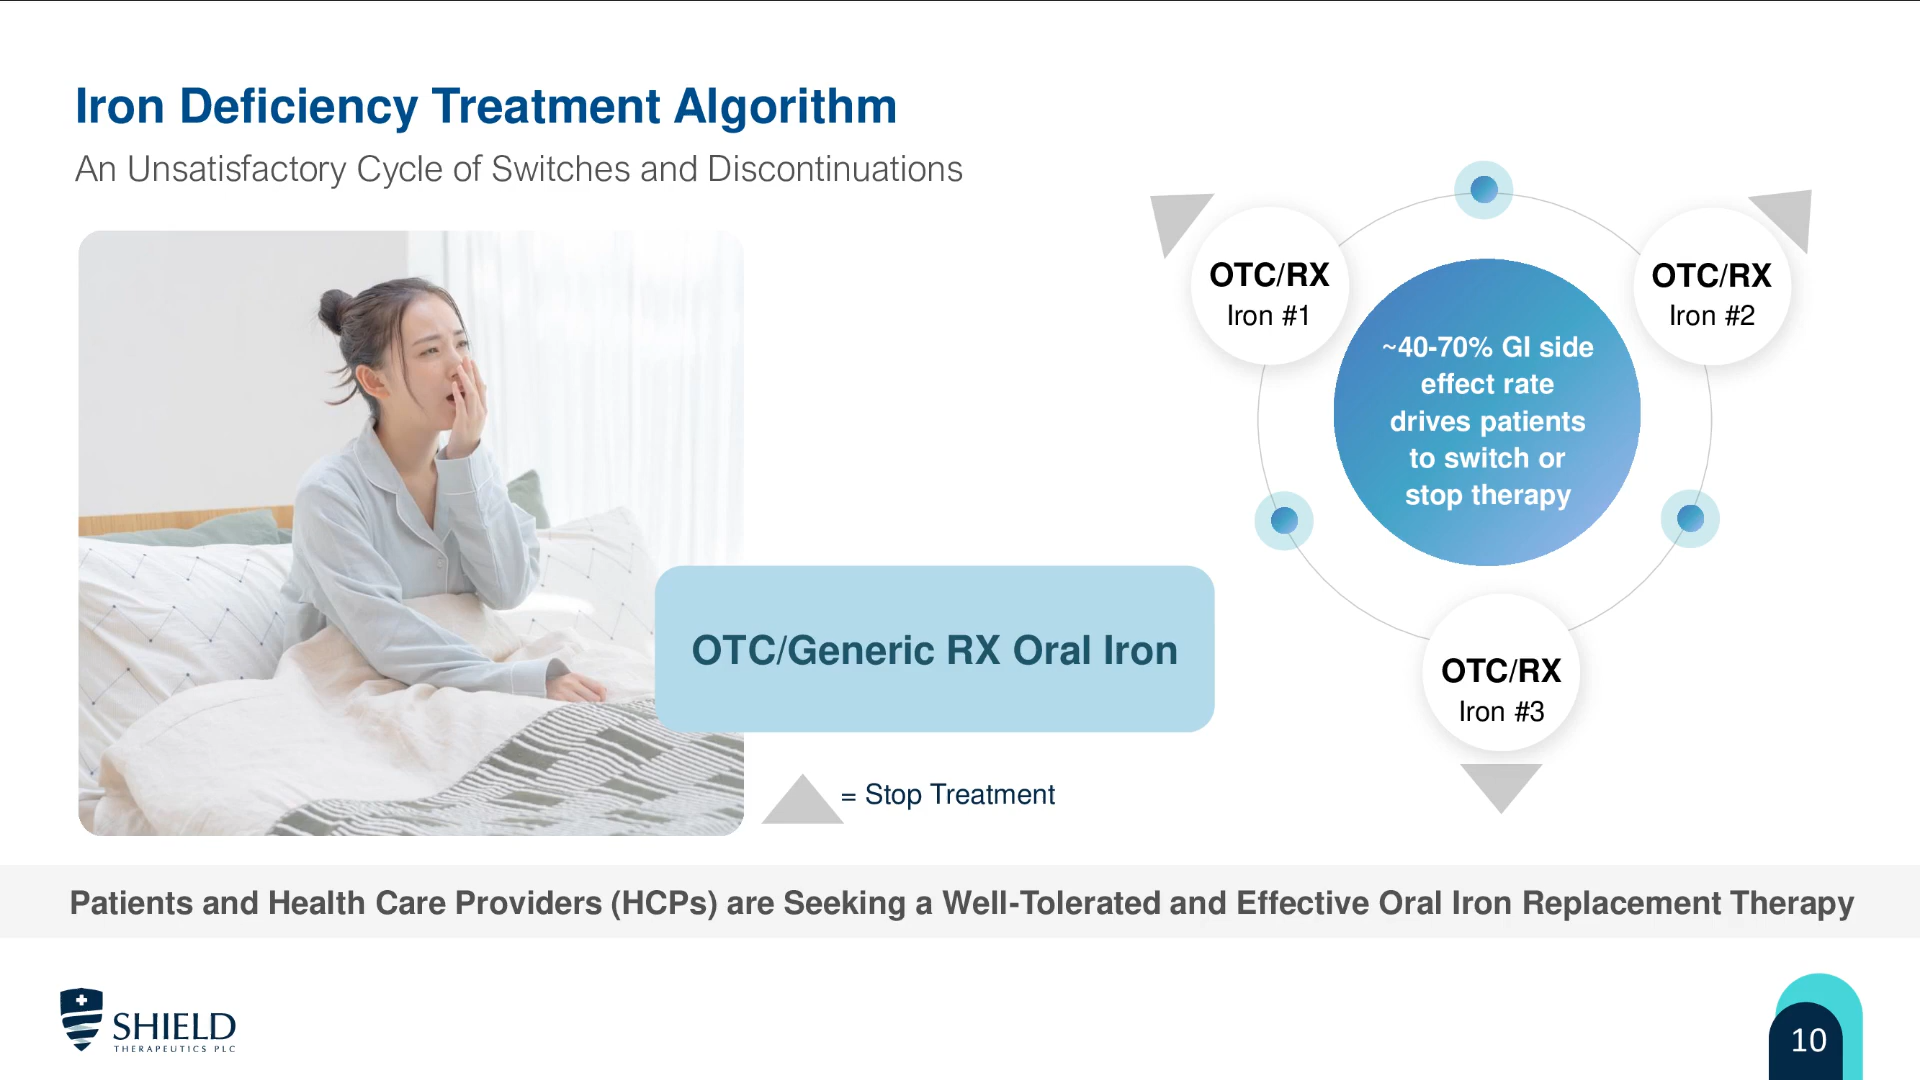 Iron Deficiency Treatment Algorithm
An Unsatisfactory Cycle of Switches and Discontinuations
OTC/RX
Iron #1
OTC/RX
Iron #2
~40-70% GI side
effect rate
drives patients
to switch or
stop therapy
OTC/RX
Iron #3
OTC/Generic RX Oral Iron
= Stop Treatment
Patients and Health Care Providers (HCPs) are Seeking a Well-Tolerated and Effective Oral Iron Replacement Therapy
SHIELD
THERAPEUTICS PLC
10